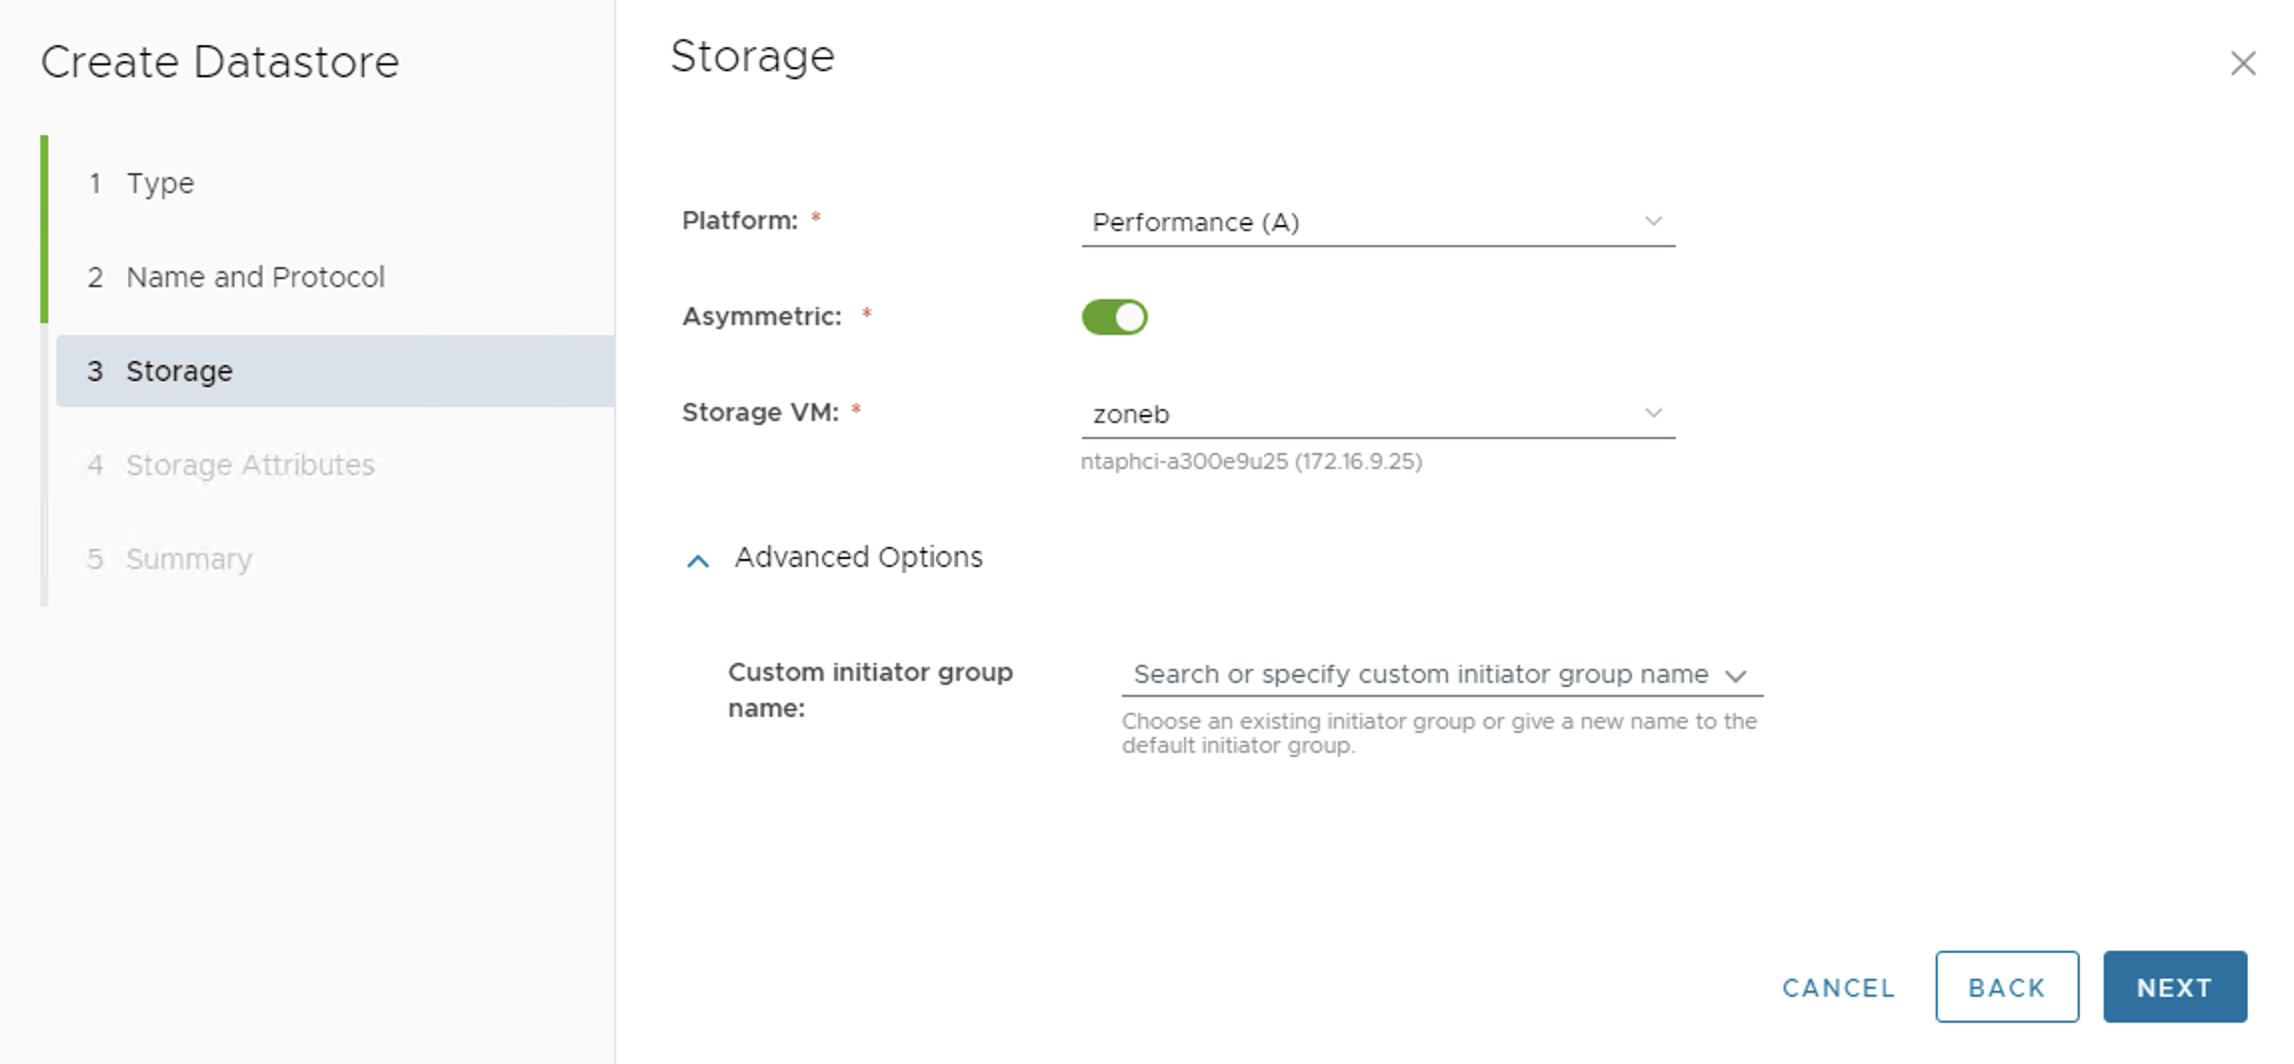 Create Datastore
1 Type
2 Name and Protocol
3 Storage
4 Storage Attributes
5 Summary
Storage
Platform: * Performance (A)
Asymmetric: *
Storage VM: * zoneb
ntaphci-a300e9u25 (172.16.9.25)
Advanced Options
Custom initiator group
name:
Search or specify custom initiator group name
Choose an existing initiator group or give a new name to the
default initiator group.
CANCEL BACK NEXT